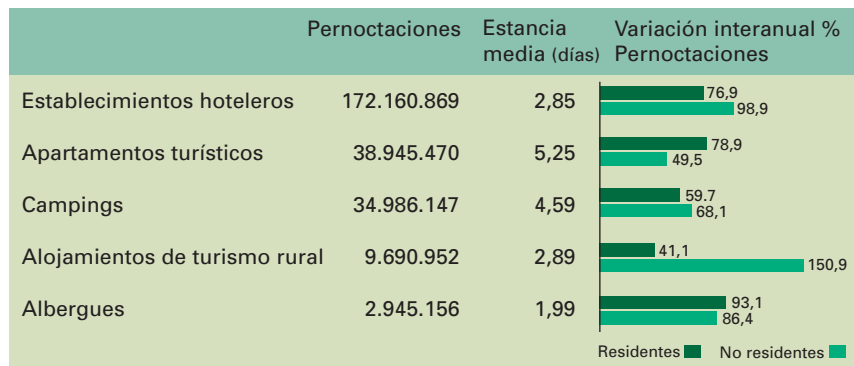 Pernoctaciones Estancia media (días) Variación interanual % Pernoctaciones
Establecimientos hoteleros 172.160.869 2,85 76,9
98,9
Apartamentos turísticos 38.945.470 5,25 78,9
49,5
Campings 34.986.147 4,59 59.7
68,1
Alojamientos de turismo rural 9.690.952 2,89 41,1
150,9
Albergues 2.945.156 1,99 93,1
86,4
Residentes No residentes